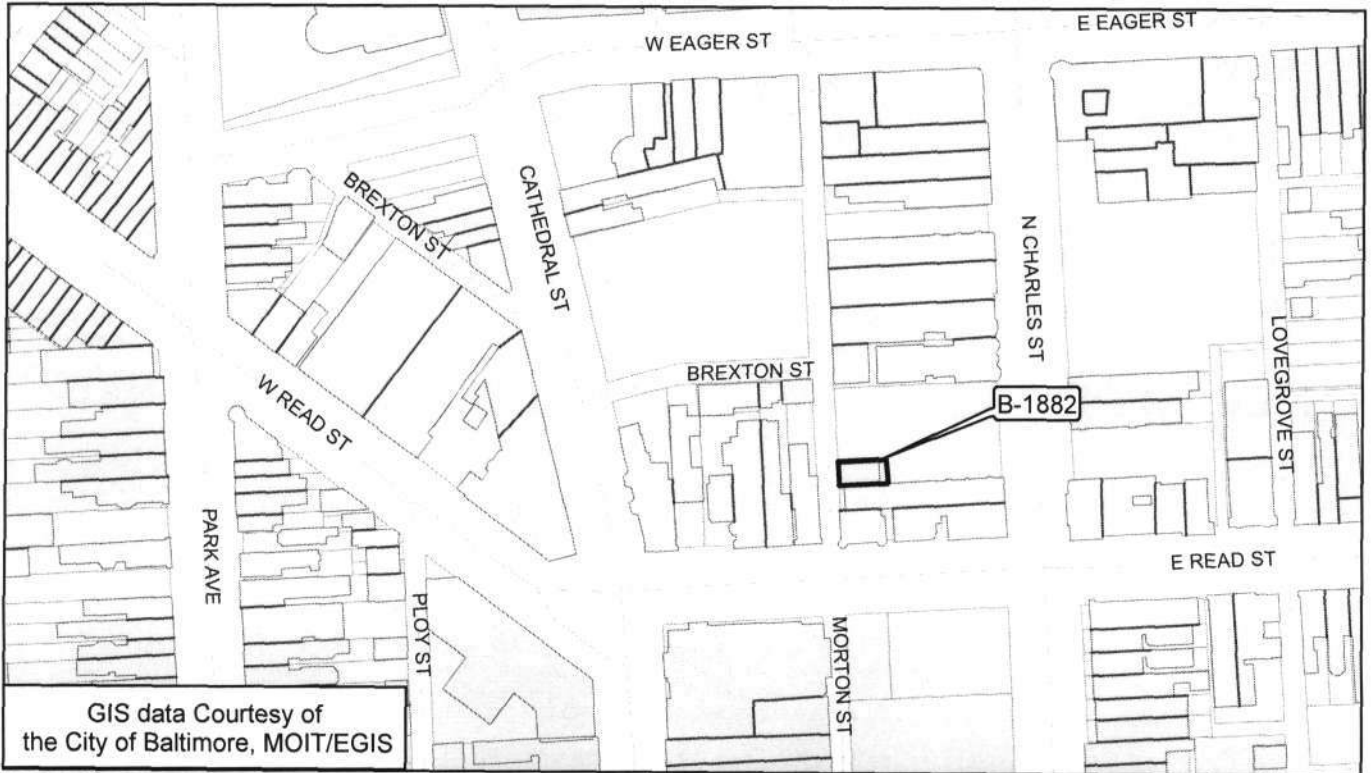 W EAGER ST
E EAGER ST
BREXTON ST
CATHEDRAL ST
N CHARLES ST
LOVEGROVE ST
BREXTON ST
W READ ST
B-1882
PARK AVE
PLOY ST
MORTON ST
E READ ST
GIS data Courtesy of
the City of Baltimore, MOIT/EGIS